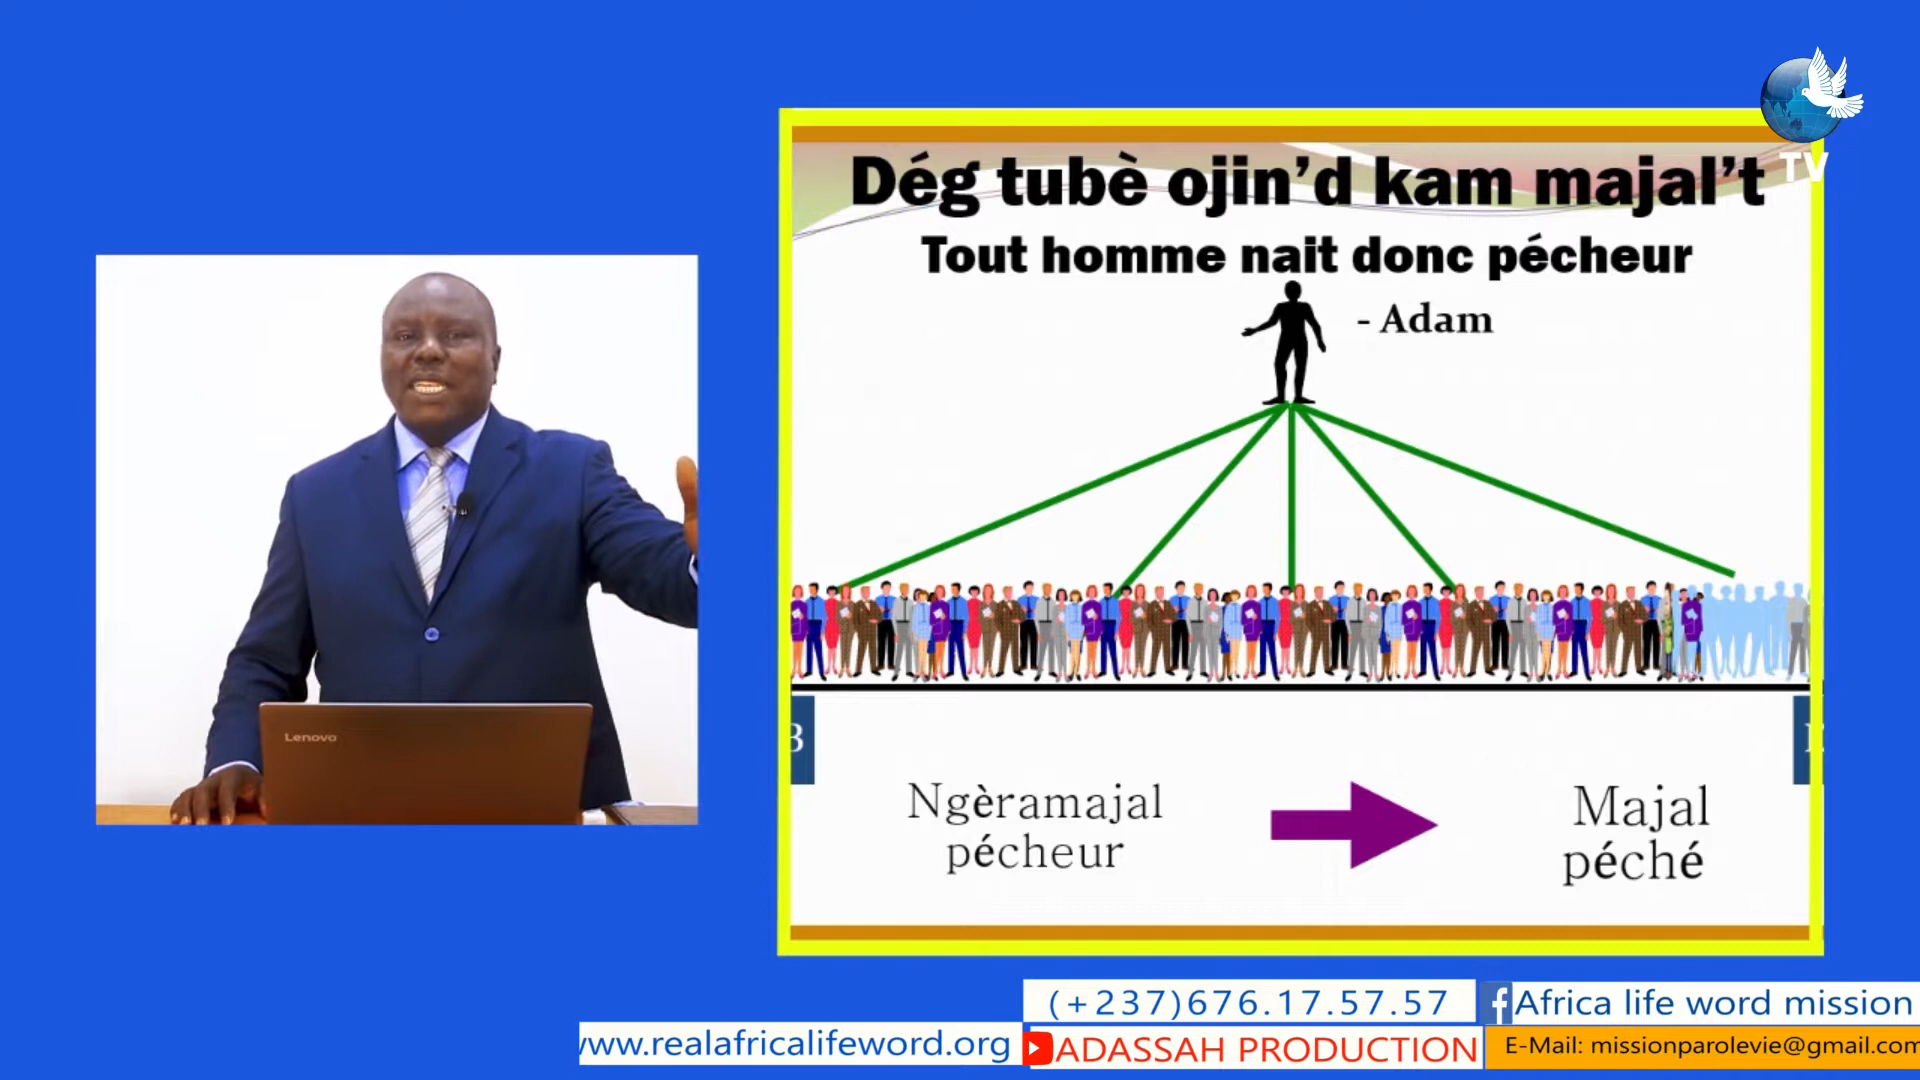 TV
Dég tubè ojin’d kam majal’t
Tout homme nait donc pécheur
- Adam
Lenovo
Ngèramajal
pécheur
Majal
péché
(+237)676.17.57.57
Africa life word mission
www.realafricalifeword.org
ADASSAH PRODUCTION
E-Mail: missionparolevie@gmail.com